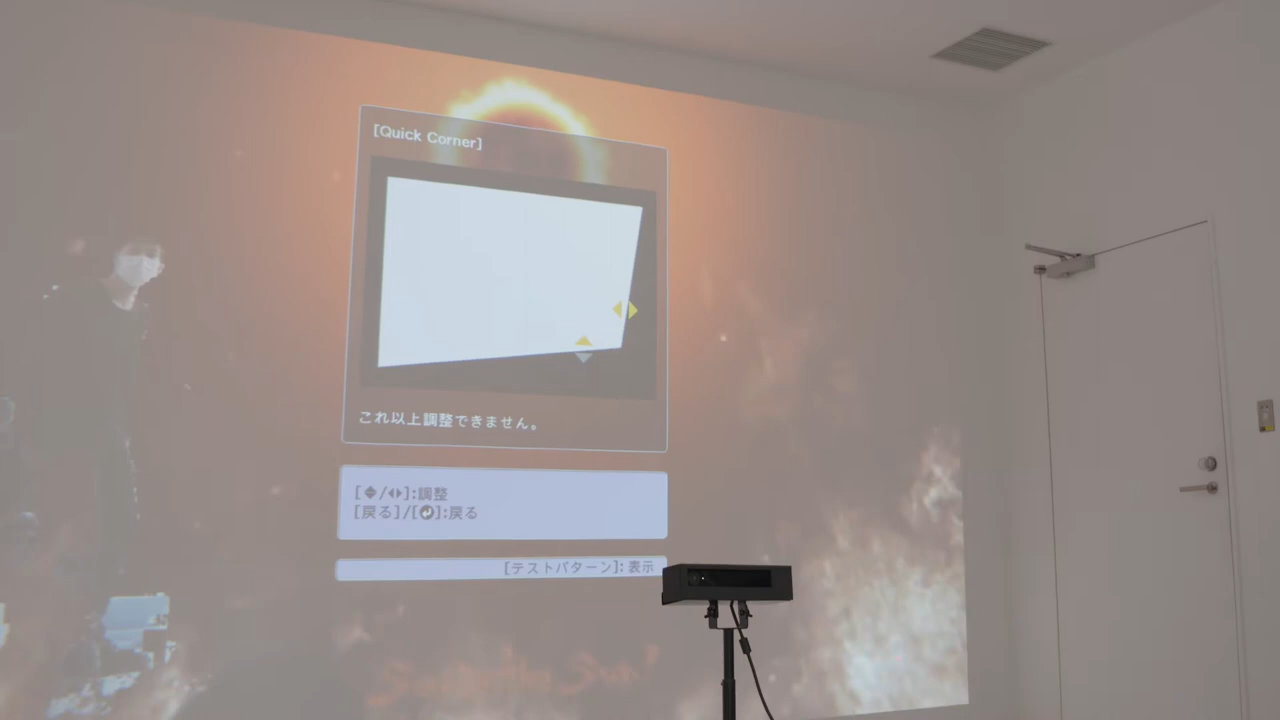 [Quick Corner]
これ以上調整できません。
[◆/◀▶]:調整
[戻る]/[⏎]:戻る
[テストパターン]:表示